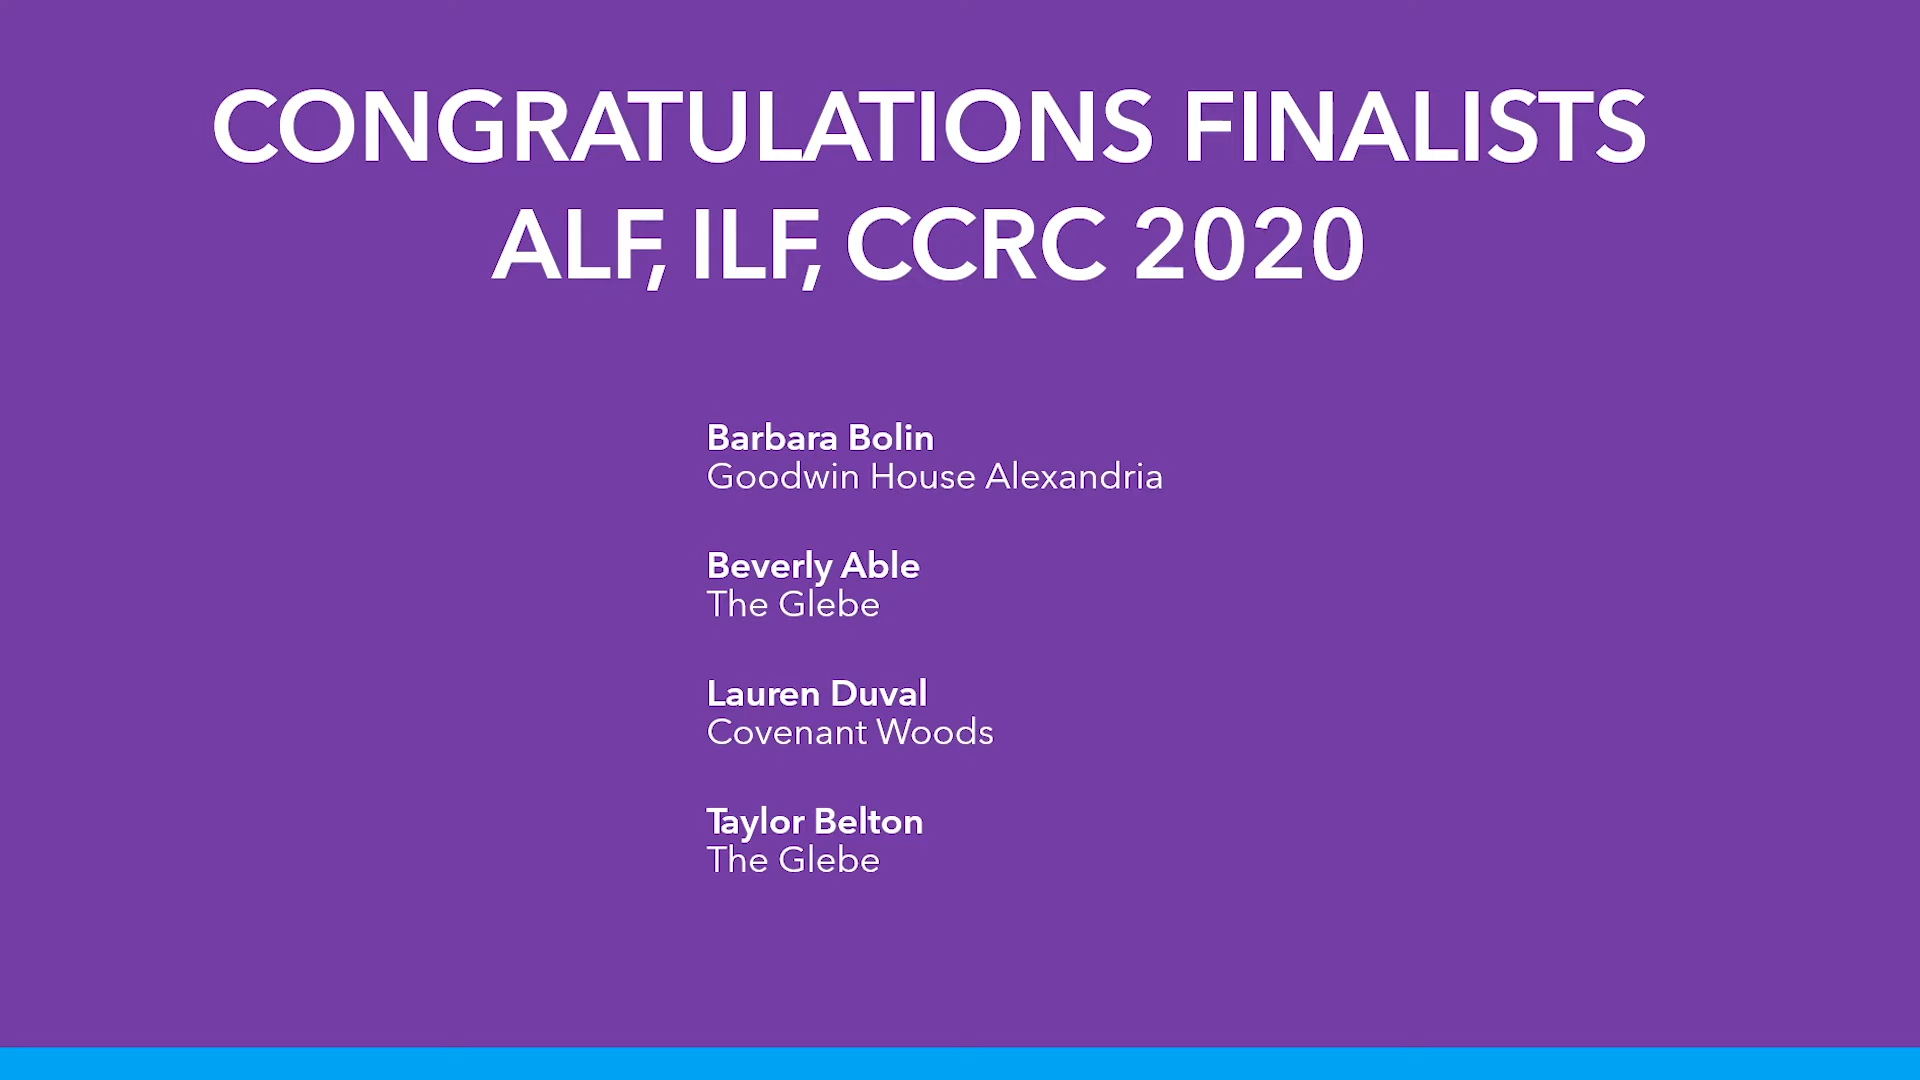 CONGRATULATIONS FINALISTS
ALF, ILF, CCRC 2020
Barbara Bolin
Goodwin House Alexandria
Beverly Able
The Glebe
Lauren Duval
Covenant Woods
Taylor Belton
The Glebe